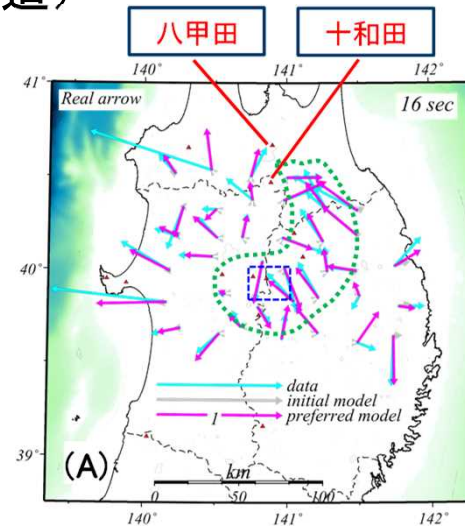 八甲田
十和田
140°
141°
142°
41°
Real arrow
16 sec
40°
data
initial model
1
preferred model
39°
(A)
km
0
50
100
140°
141°
142°